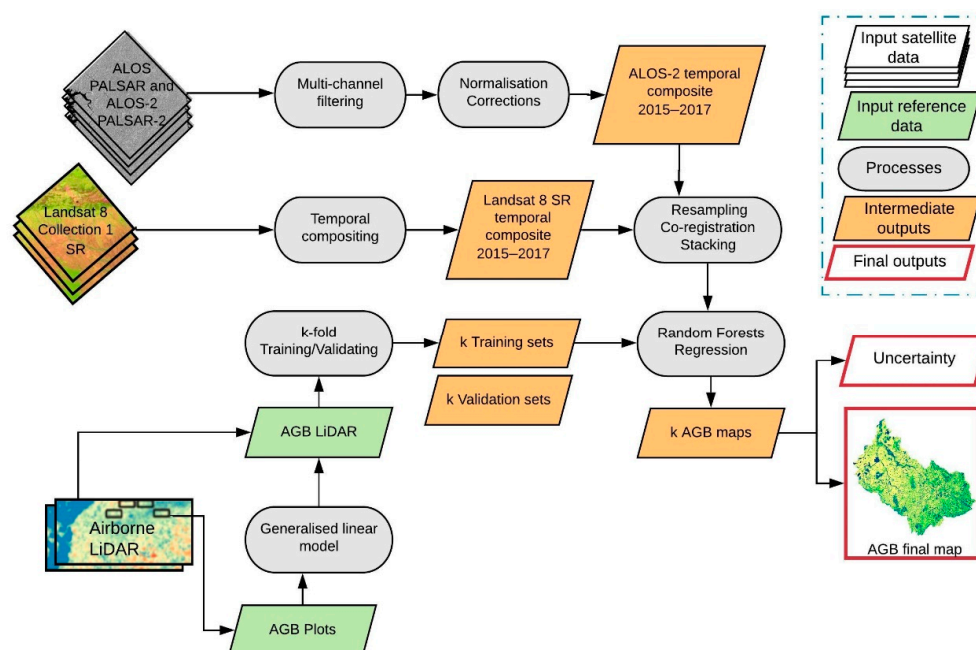 ALOS
PALSAR and
ALOS-2
PALSAR-2
Multi-channel
filtering
Normalisation
Corrections
ALOS-2 temporal
composite
2015–2017
Input satellite
data
Input reference
data
Processes
Intermediate
outputs
Final outputs
Landsat 8
Collection 1
SR
Temporal
compositing
Landsat 8 SR
temporal
composite
2015–2017
Resampling
Co-registration
Stacking
k-fold
Training/Validating
k Training sets
k Validation sets
Random Forests
Regression
Uncertainty
AGB LiDAR
k AGB maps
AGB final map
Airborne
LiDAR
Generalised linear
model
AGB Plots